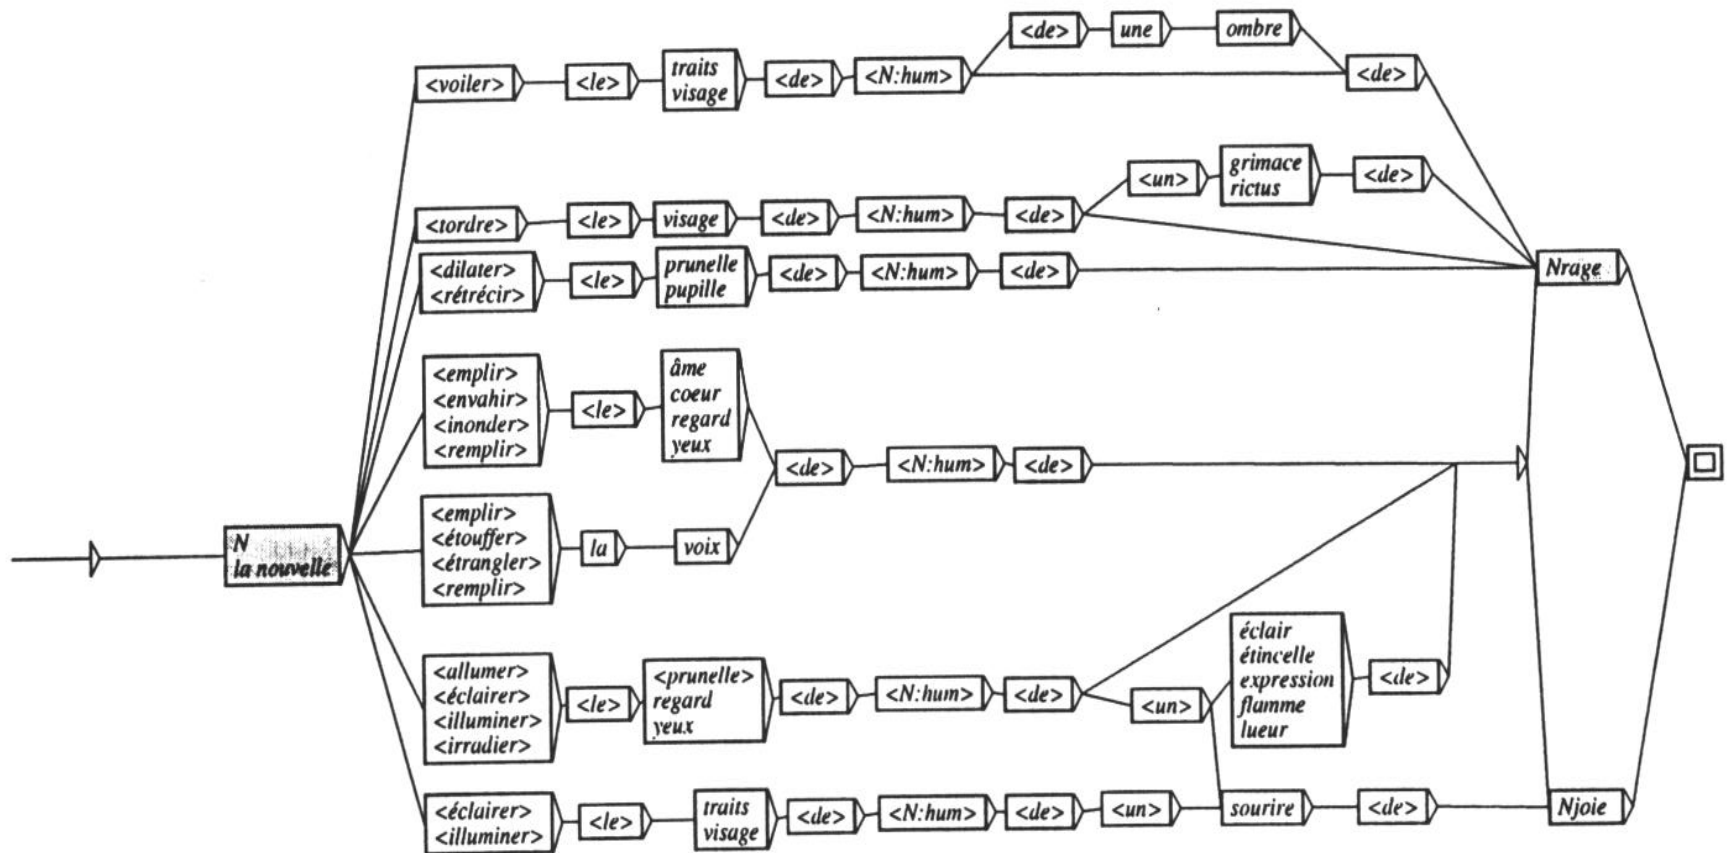 <de> une ombre
<voiler> <le> traits <de> <N:hum> <de>
visage
<un> grimace <de>
rictus
<tordre> <le> visage <de> <N:hum> <de>
<dilater> <le> prunelle <de> <N:hum> <de> Nrage
<rétrécir> pupille
<emplir> âme
<envahir> <le> coeur
<inonder> regard
<remplir> yeux
<de> <N:hum> <de>
<emplir>
<étouffer> la voix
<étrangler>
<remplir>
N
la nouvelle
éclair
étincelle
expression <de>
flamme
lueur
<allumer> <prunelle>
<éclairer> <le> regard <de> <N:hum> <de> <un>
<illuminer> yeux
<irradier>
<éclairer> <le> traits <de> <N:hum> <de> <un> sourire <de> Njoie
<illuminer> visage